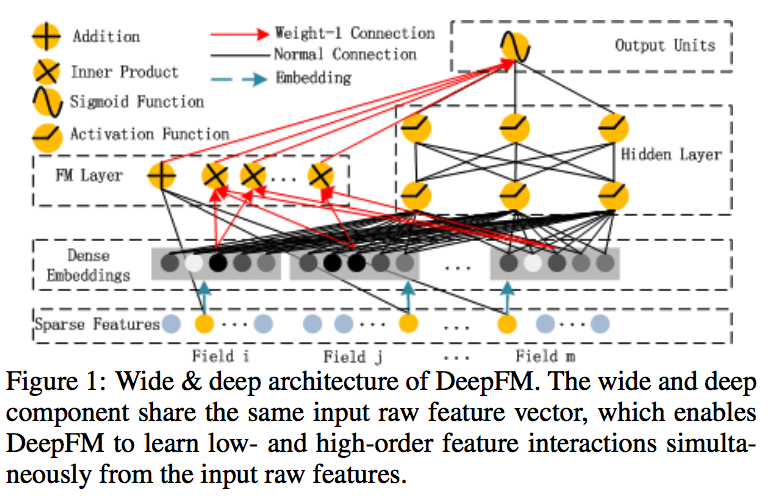 Addition
Inner Product
Sigmoid Function
Activation Function
Weight-1 Connection
Normal Connection
Embedding
Output Units
Hidden Layer
FM Layer
...
Dense
Embeddings
...
Sparse Features
... ... ... ...
Field i Field j ... Field m
Figure 1: Wide & deep architecture of DeepFM. The wide and deep
component share the same input raw feature vector, which enables
DeepFM to learn low- and high-order feature interactions simulta-
neously from the input raw features.